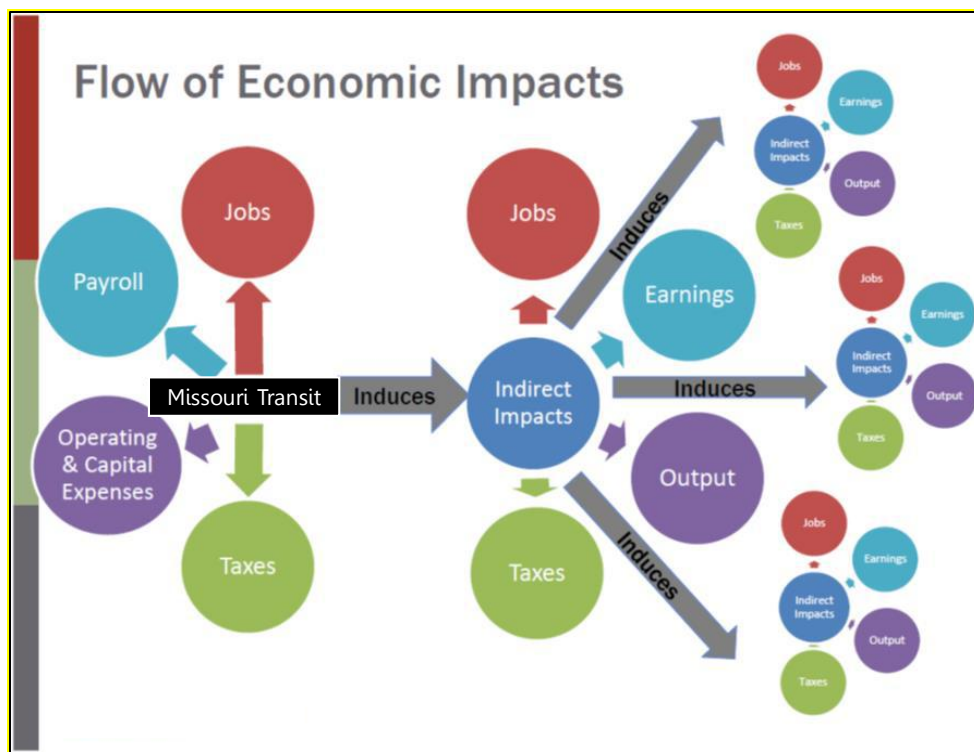 Flow of Economic Impacts
Jobs
Payroll
Missouri Transit
Operating
& Capital
Expenses
Taxes
Induces
Jobs
Earnings
Indirect
Impacts
Output
Taxes
Induces
Jobs
Earnings
Indirect
Impacts
Output
Taxes
Induces
Jobs
Earnings
Indirect
Impacts
Output
Taxes
Induces
Jobs
Earnings
Indirect
Impacts
Output
Taxes